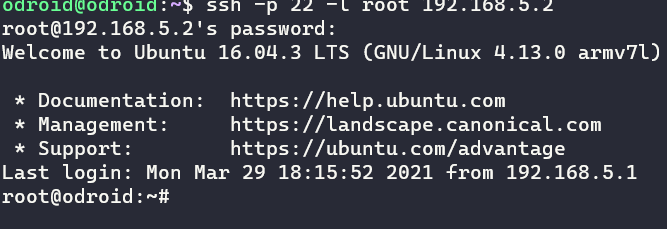 odroid@odroid:~$ ssh -p 22 -l root 192.168.5.2
root@192.168.5.2's password:
Welcome to Ubuntu 16.04.3 LTS (GNU/Linux 4.13.0 armv7l)
* Documentation:  https://help.ubuntu.com
* Management:     https://landscape.canonical.com
* Support:        https://ubuntu.com/advantage
Last login: Mon Mar 29 18:15:52 2021 from 192.168.5.1
root@odroid:~#